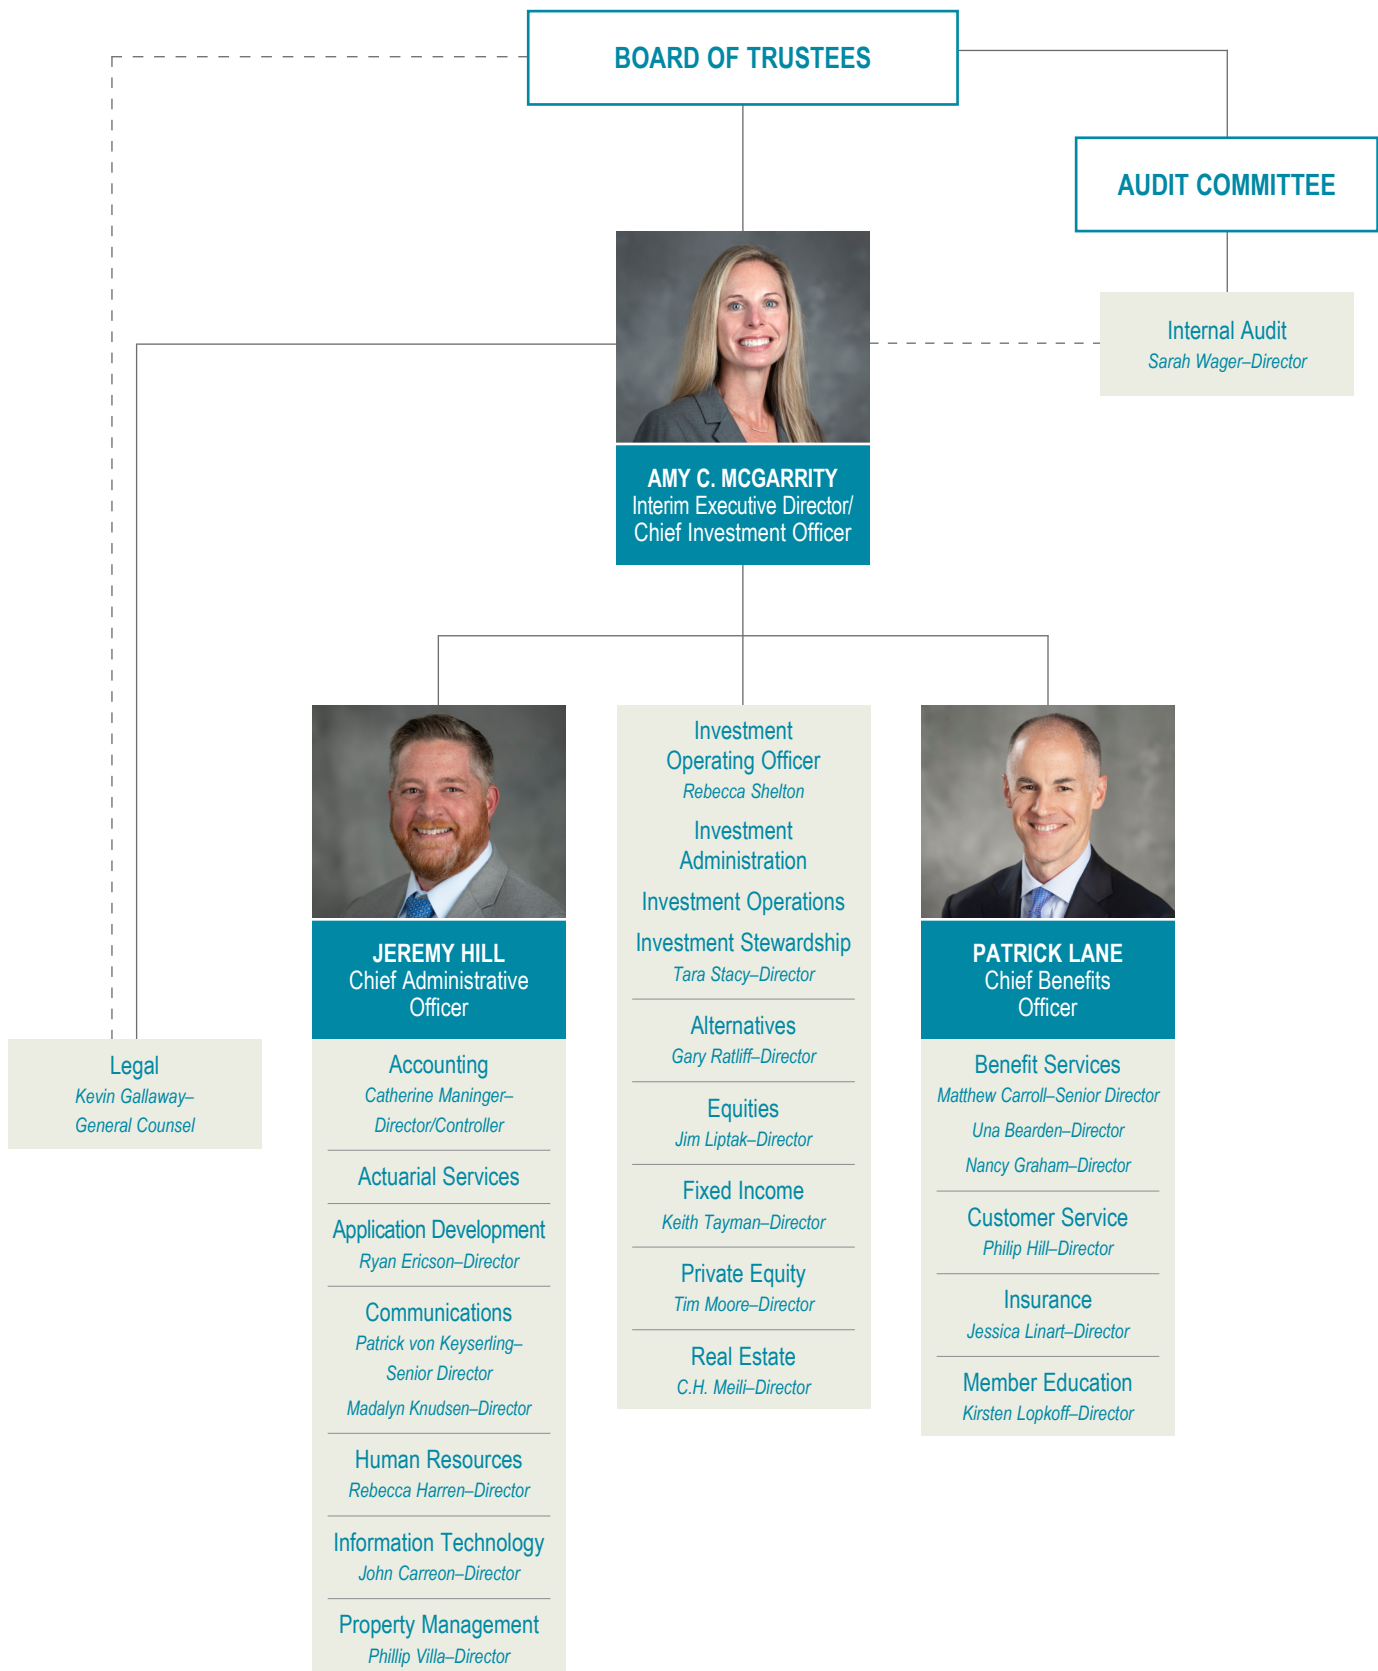 BOARD OF TRUSTEES
AUDIT COMMITTEE
Internal Audit
Sarah Wager–Director
AMY C. MCGARRITY
Interim Executive Director/
Chief Investment Officer
Legal
Kevin Gallaway–
General Counsel
JEREMY HILL
Chief Administrative
Officer
Accounting
Catherine Maninger–
Director/Controller
Actuarial Services
Application Development
Ryan Ericson–Director
Communications
Patrick von Keyserling–
Senior Director
Madalyn Knudsen–Director
Human Resources
Rebecca Harren–Director
Information Technology
John Carreon–Director
Property Management
Phillip Villa–Director
Investment
Operating Officer
Rebecca Shelton
Investment
Administration
Investment Operations
Investment Stewardship
Tara Stacy–Director
Alternatives
Gary Ratliff–Director
Equities
Jim Liptak–Director
Fixed Income
Keith Tayman–Director
Private Equity
Tim Moore–Director
Real Estate
C.H. Meili–Director
PATRICK LANE
Chief Benefits
Officer
Benefit Services
Matthew Carroll–Senior Director
Una Bearden–Director
Nancy Graham–Director
Customer Service
Philip Hill–Director
Insurance
Jessica Linart–Director
Member Education
Kirsten Lopkoff–Director